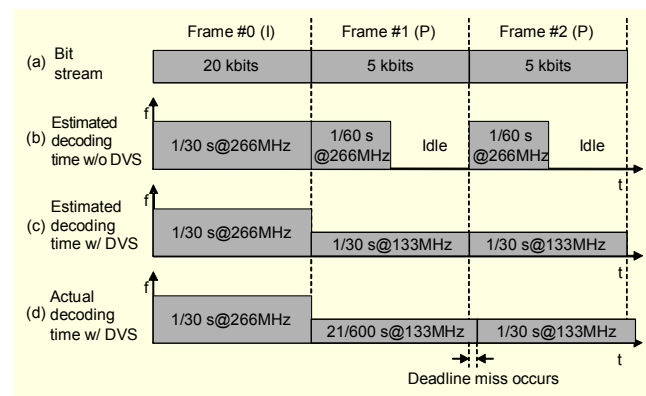 Frame #0 (I) Frame #1 (P) Frame #2 (P)
(a) Bit stream 20 kbits 5 kbits 5 kbits
f
(b) Estimated decoding time w/o DVS 1/30 s@266MHz 1/60 s @266MHz Idle 1/60 s @266MHz Idle
t
f
(c) Estimated decoding time w/ DVS 1/30 s@266MHz 1/30 s@133MHz 1/30 s@133MHz
t
f
(d) Actual decoding time w/ DVS 1/30 s@266MHz 21/600 s@133MHz 1/30 s@133MHz
t
Deadline miss occurs